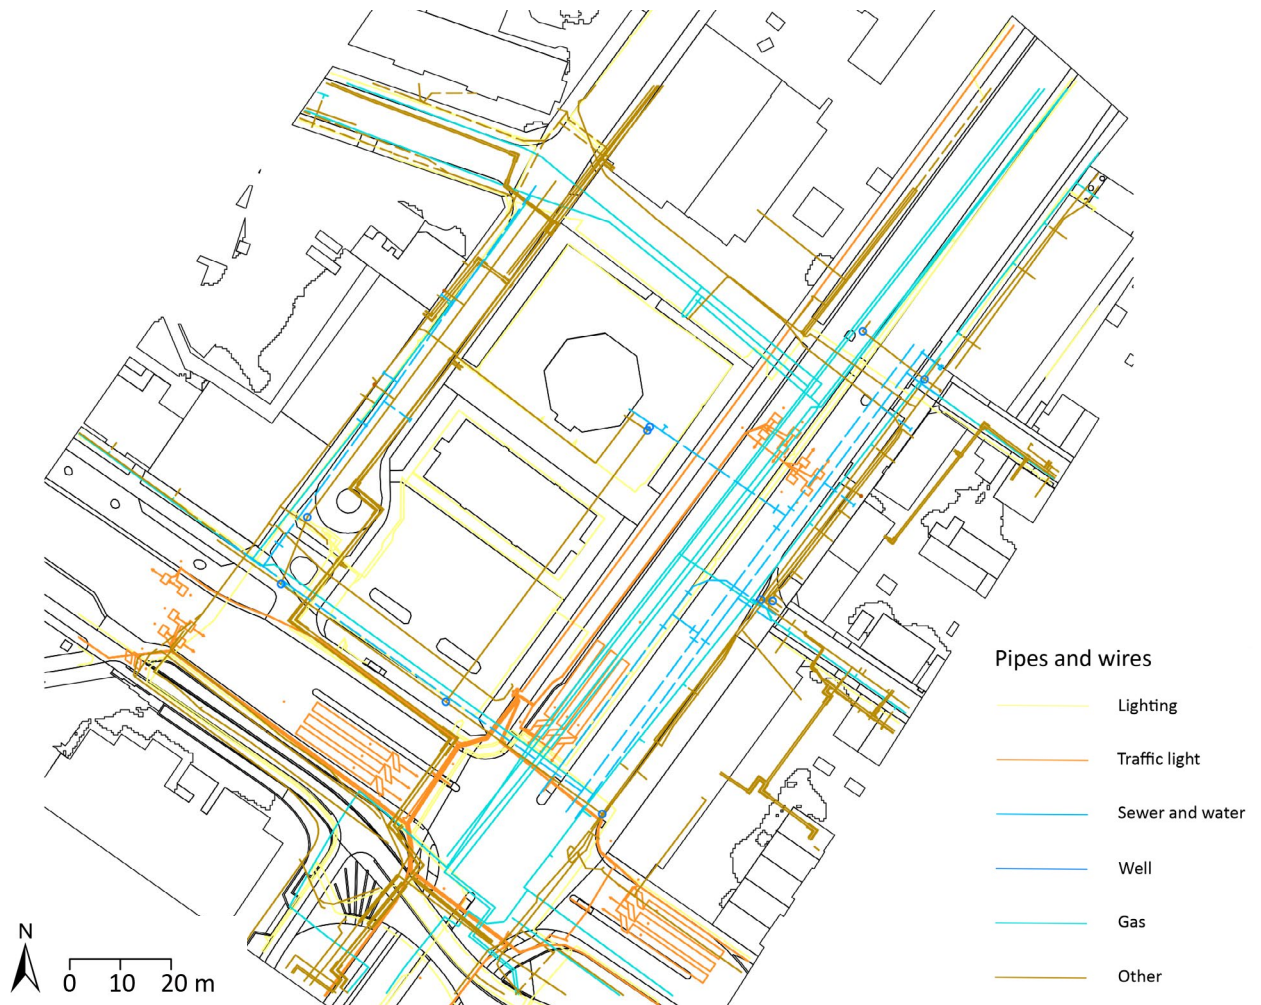 Pipes and wires
Lighting
Traffic light
Sewer and water
Well
Gas
Other
N
0 10 20 m